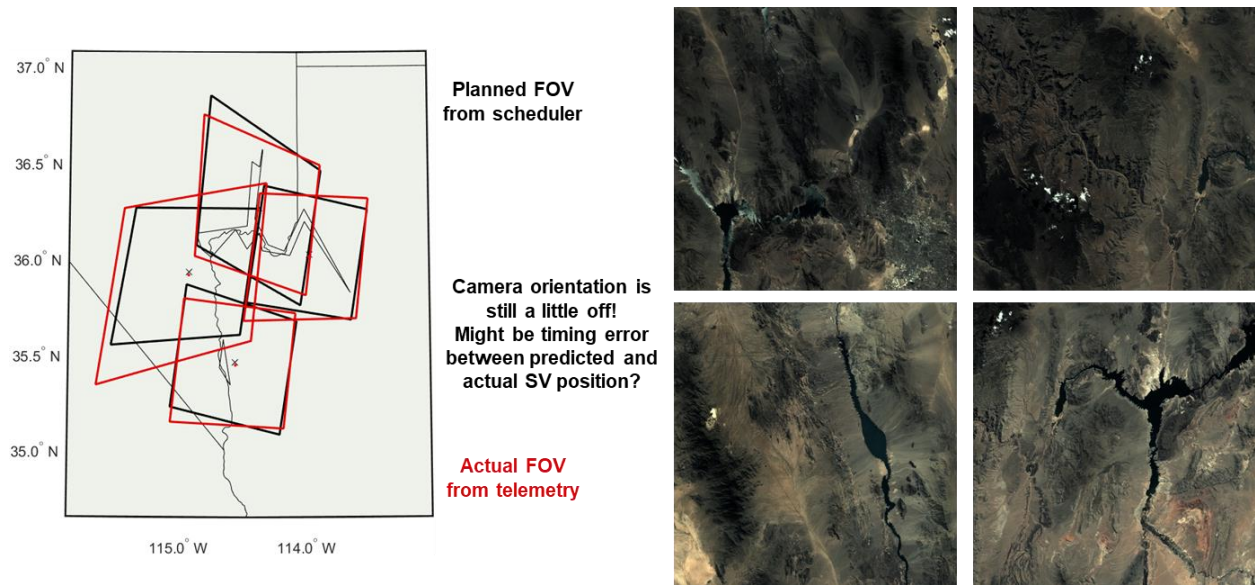 37.0° N
36.5° N
36.0° N
35.5° N
35.0° N
115.0° W
114.0° W
Planned FOV
from scheduler
Camera orientation is
still a little off!
Might be timing error
between predicted and
actual SV position?
Actual FOV
from telemetry